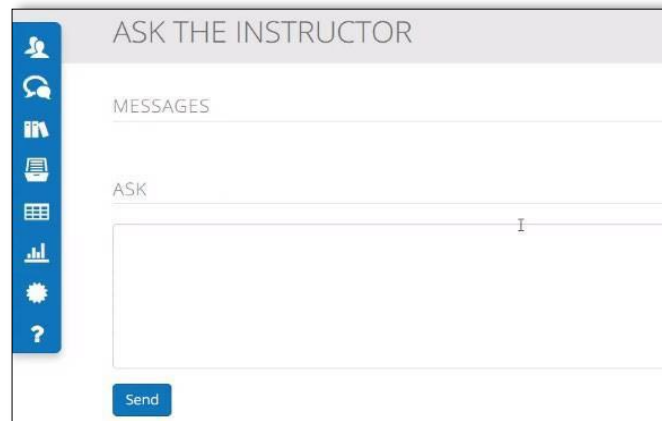 ASK THE INSTRUCTOR
MESSAGES
ASK
?
Send